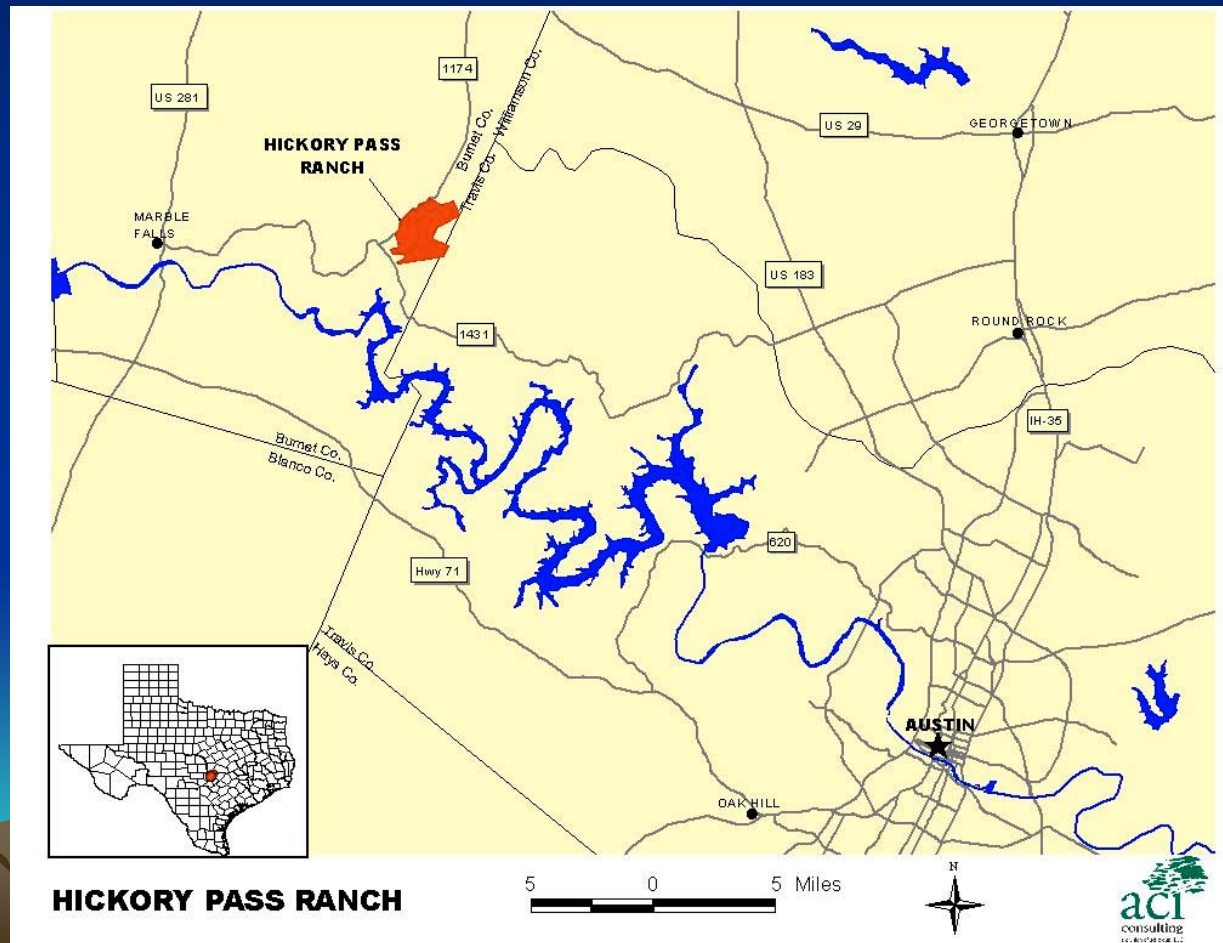 1174
US 281
Burnet Co.
Travis Co.
Williamson Co.
US 29
GEORGETOWN
HICKORY PASS
RANCH
MARBLE
FALLS
US 183
1431
ROUND ROCK
IH-35
Burnet Co.
Blanco Co.
620
Hwy 71
Travis Co.
Hays Co.
AUSTIN
OAK HILL
HICKORY PASS RANCH
5 0 5 Miles
N
aci
consulting